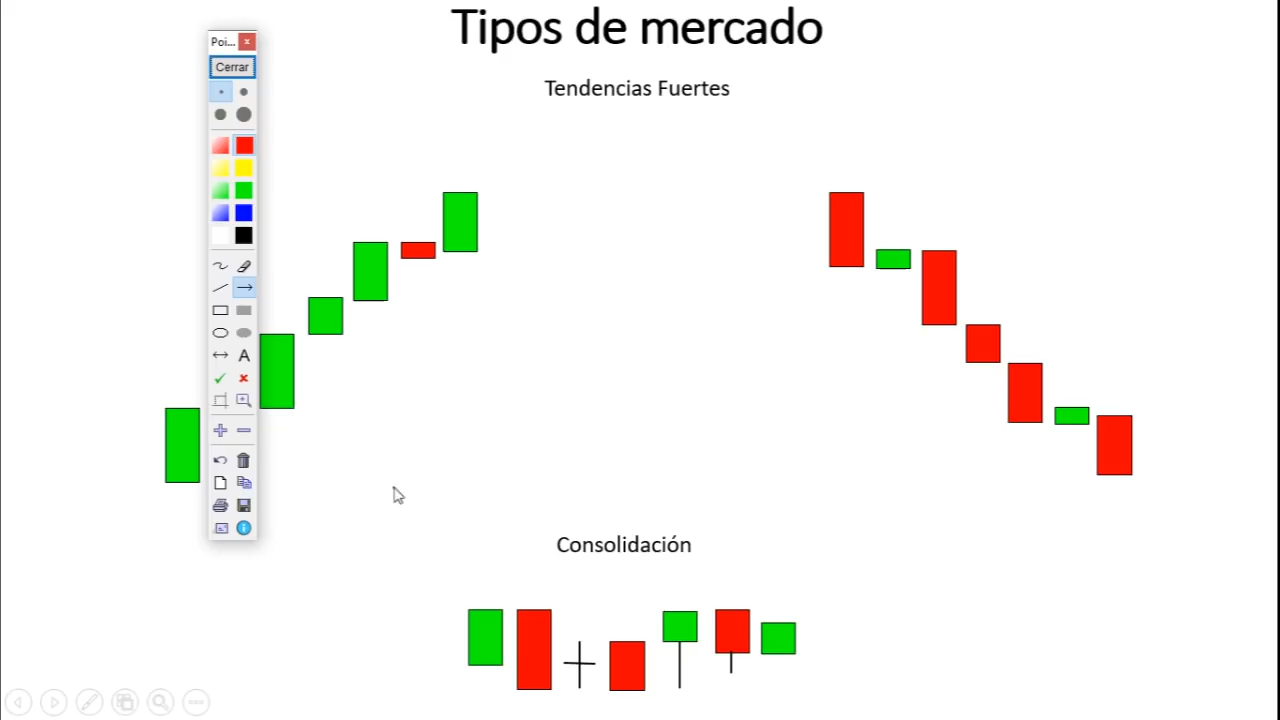 Tipos de mercado
Poi...
Cerrar
Tendencias Fuertes
A
Consolidación